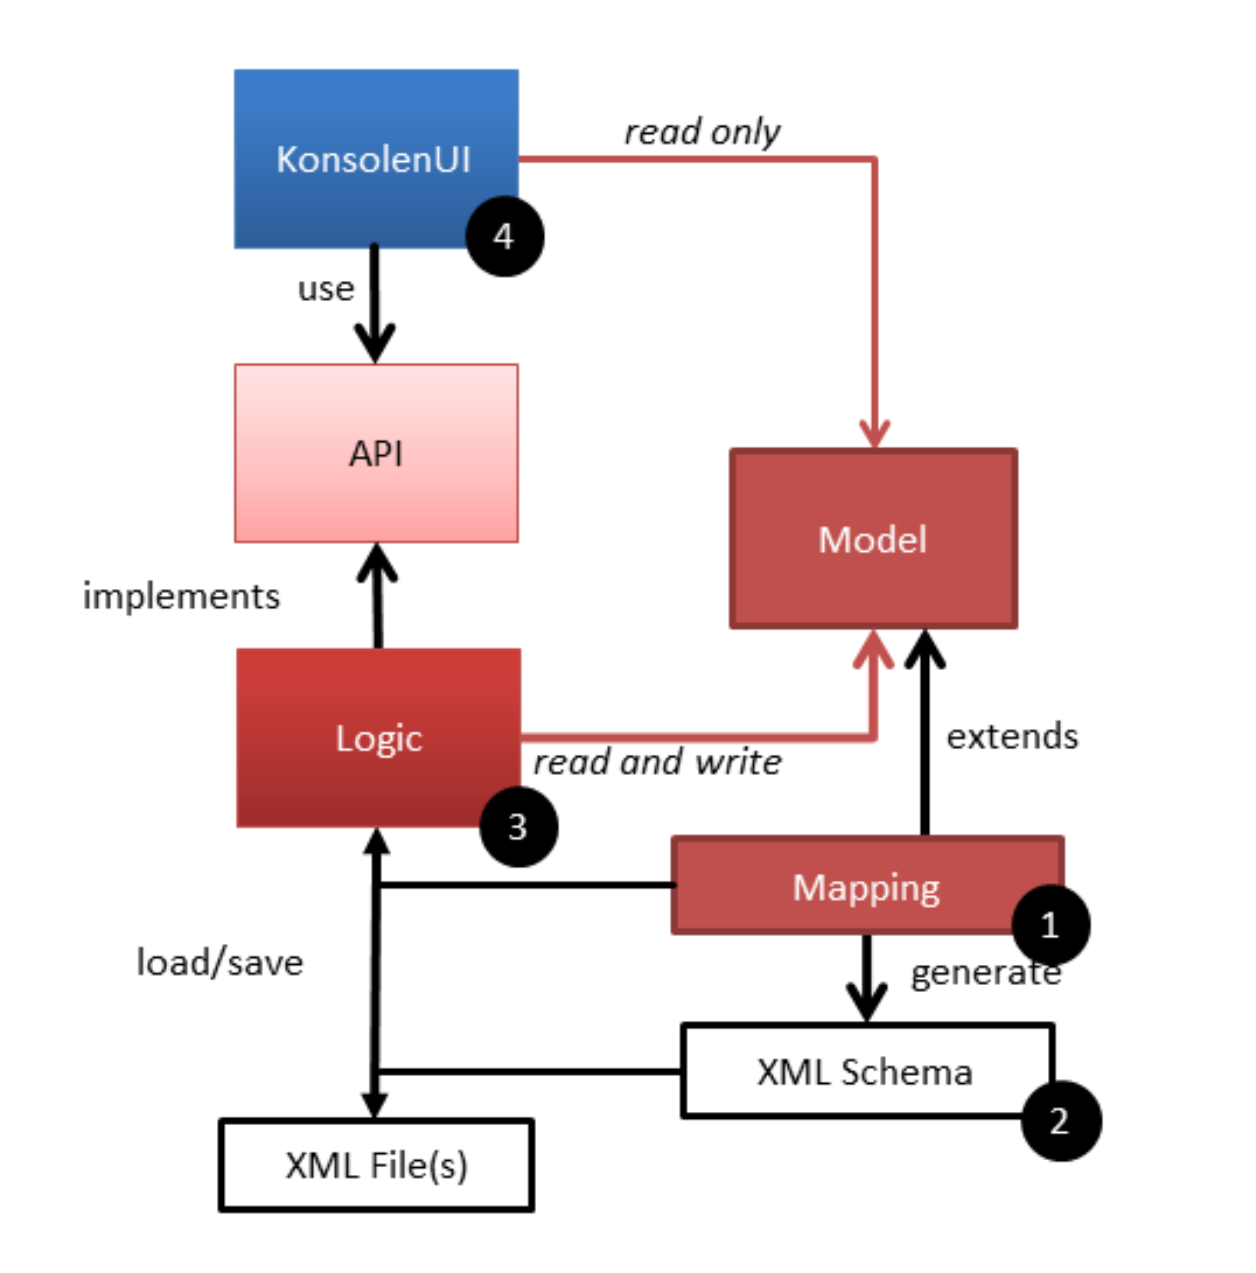 read only
KonsolenUI
4
use
API
Model
implements
Logic
read and write
extends
3
Mapping
1
load/save
generate
XML Schema
2
XML File(s)